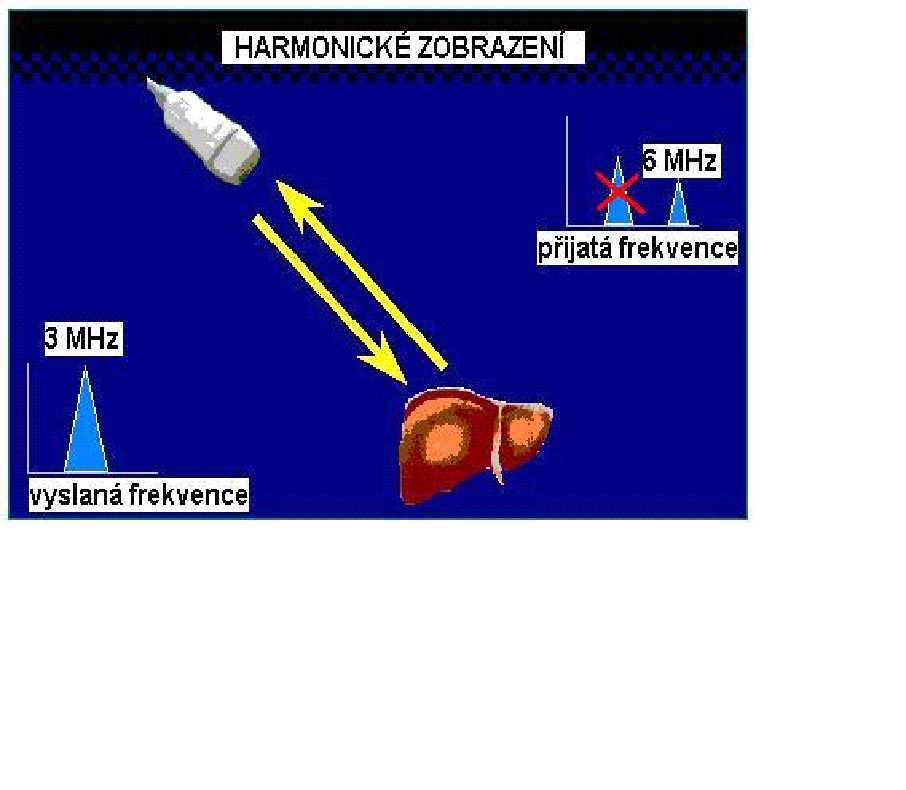 HARMONICKÉ ZOBRAZENÍ
6 MHz
přijatá frekvence
3 MHz
vyslaná frekvence